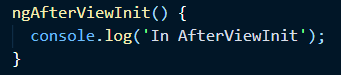 ngAfterViewInit() {
  console.log('In AfterViewInit');
}